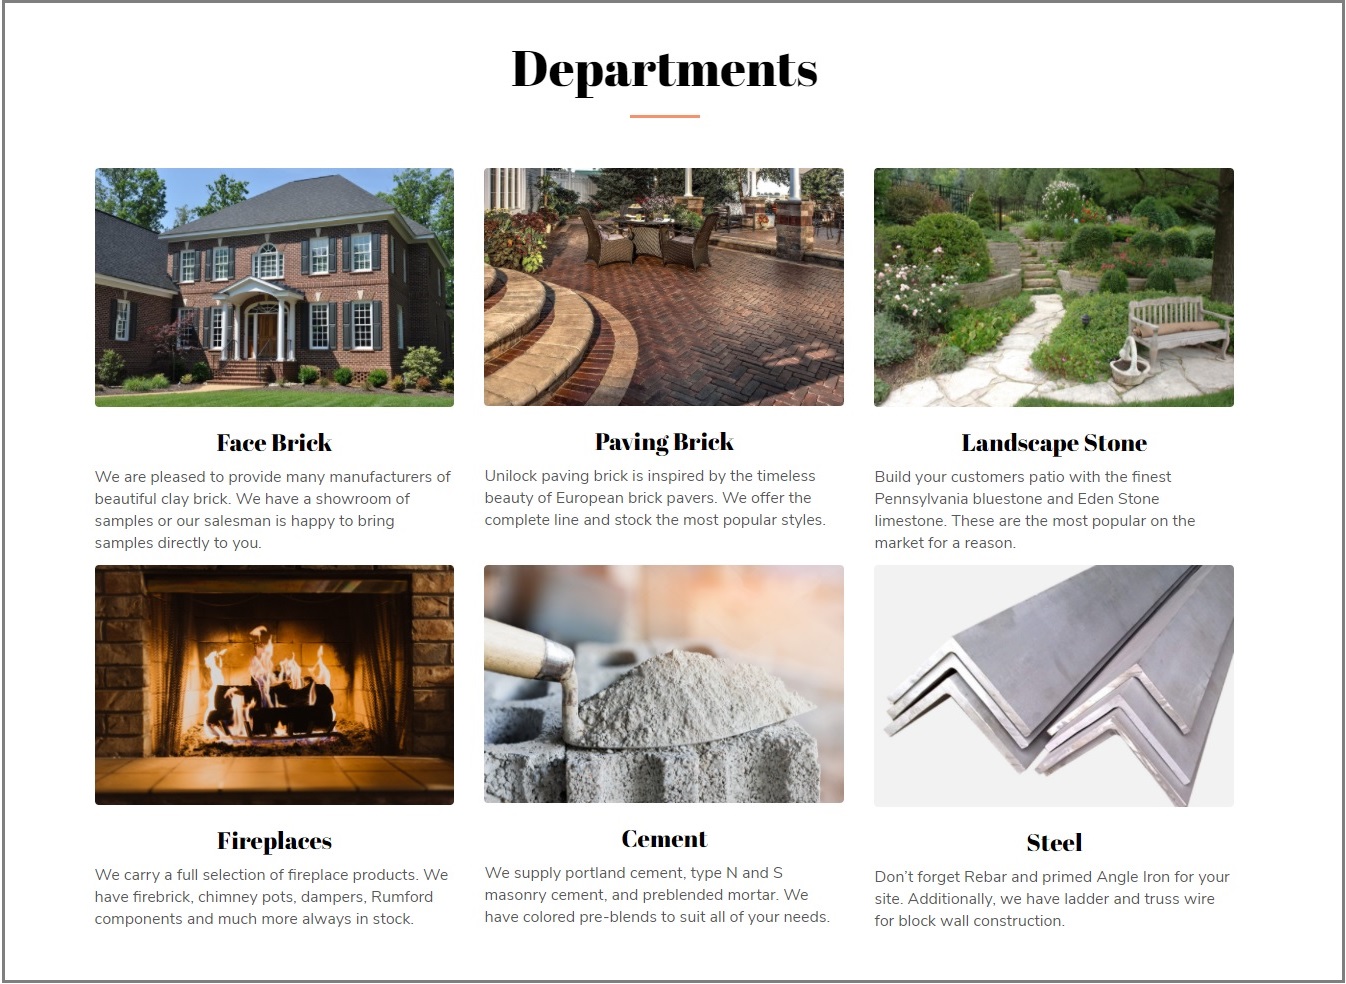 Departments
Face Brick
We are pleased to provide many manufacturers of
beautiful clay brick. We have a showroom of
samples or our salesman is happy to bring
samples directly to you.
Paving Brick
Unilock paving brick is inspired by the timeless
beauty of European brick pavers. We offer the
complete line and stock the most popular styles.
Landscape Stone
Build your customers patio with the finest
Pennsylvania bluestone and Eden Stone
limestone. These are the most popular on the
market for a reason.
Fireplaces
We carry a full selection of fireplace products. We
have firebrick, chimney pots, dampers, Rumford
components and much more always in stock.
Cement
We supply portland cement, type N and S
masonry cement, and preblended mortar. We
have colored pre-blends to suit all of your needs.
Steel
Don’t forget Rebar and primed Angle Iron for your
site. Additionally, we have ladder and truss wire
for block wall construction.